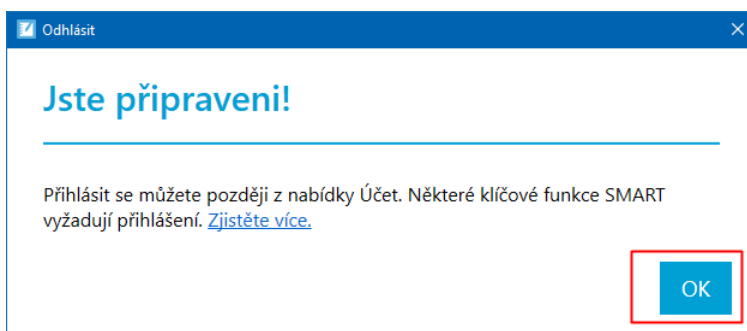 Odhlásit
Jste připraveni!
Přihlásit se můžete později z nabídky Účet. Některé klíčové funkce SMART
vyžadují přihlášení. Zjistěte více.
OK